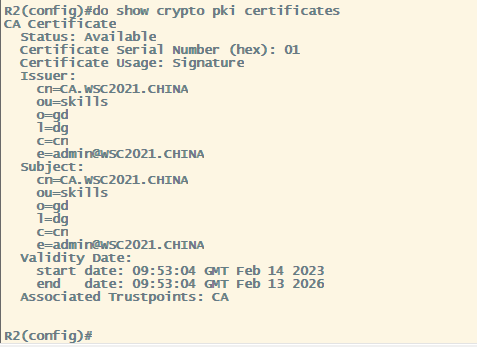 R2(config)#do show crypto pki certificates
CA Certificate
  Status: Available
  Certificate Serial Number (hex): 01
  Certificate Usage: Signature
  Issuer:
    cn=CA.WSC2021.CHINA
    ou=skills
    o=gd
    l=dg
    c=cn
    e=admin@WSC2021.CHINA
  Subject:
    cn=CA.WSC2021.CHINA
    ou=skills
    o=gd
    l=dg
    c=cn
    e=admin@WSC2021.CHINA
  Validity Date:
    start date: 09:53:04 GMT Feb 14 2023
    end   date: 09:53:04 GMT Feb 13 2026
  Associated Trustpoints: CA
R2(config)#